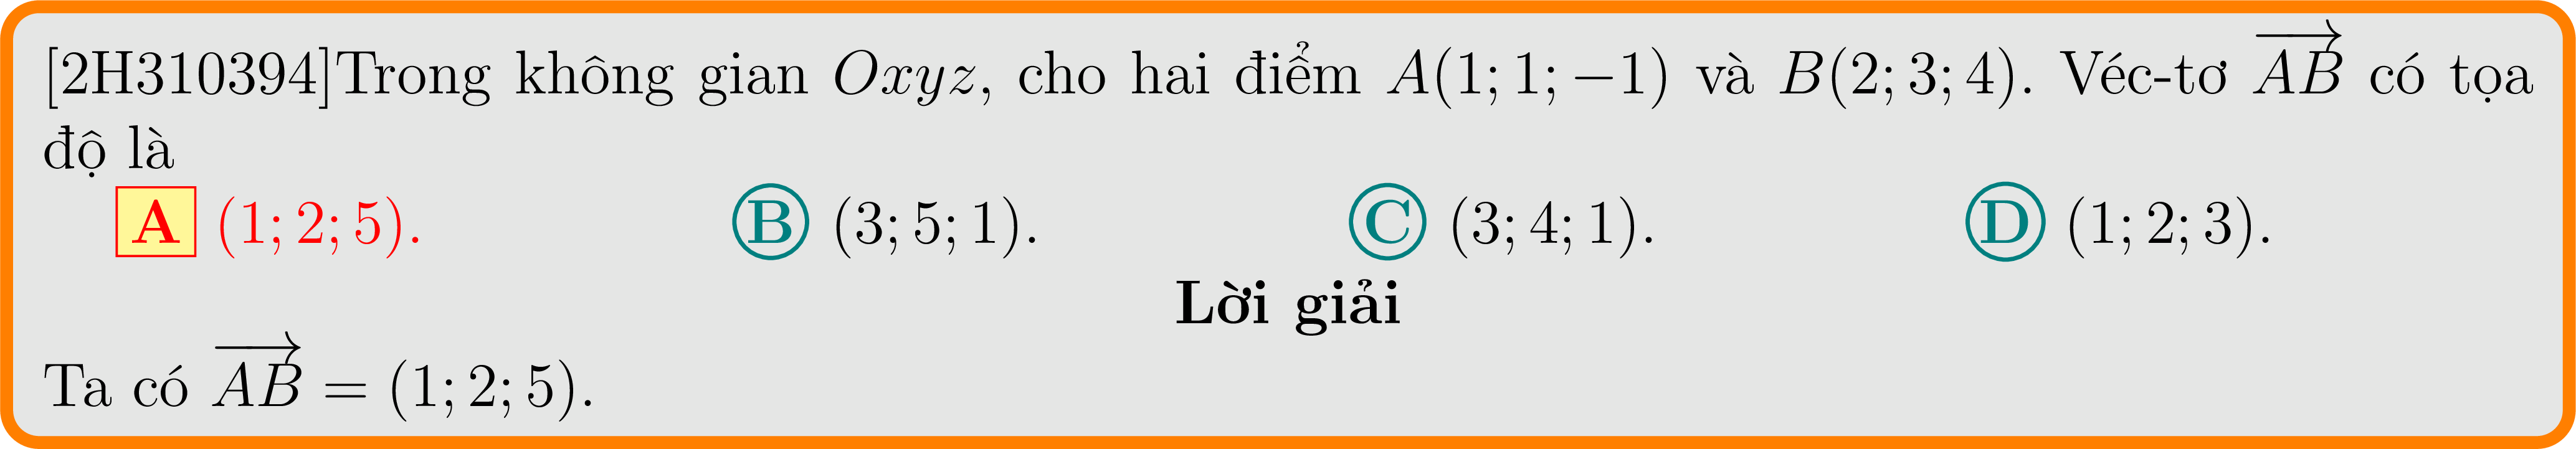 [2H310394]Trong không gian Oxyz, cho hai điểm A(1; 1; −1) và B(2; 3; 4). Véc-tơ $\overrightarrow{AB}$ có tọa
độ là
A (1; 2; 5). B (3; 5; 1). C (3; 4; 1). D (1; 2; 3).
Lời giải
Ta có $\overrightarrow{AB}$ = (1; 2; 5).